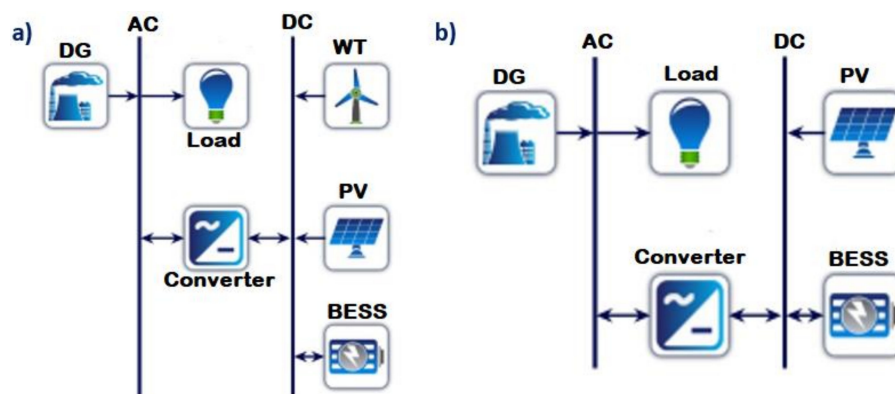 a)
AC
DC
DG
WT
Load
PV
Converter
BESS
b)
AC
DC
DG
Load
PV
Converter
BESS